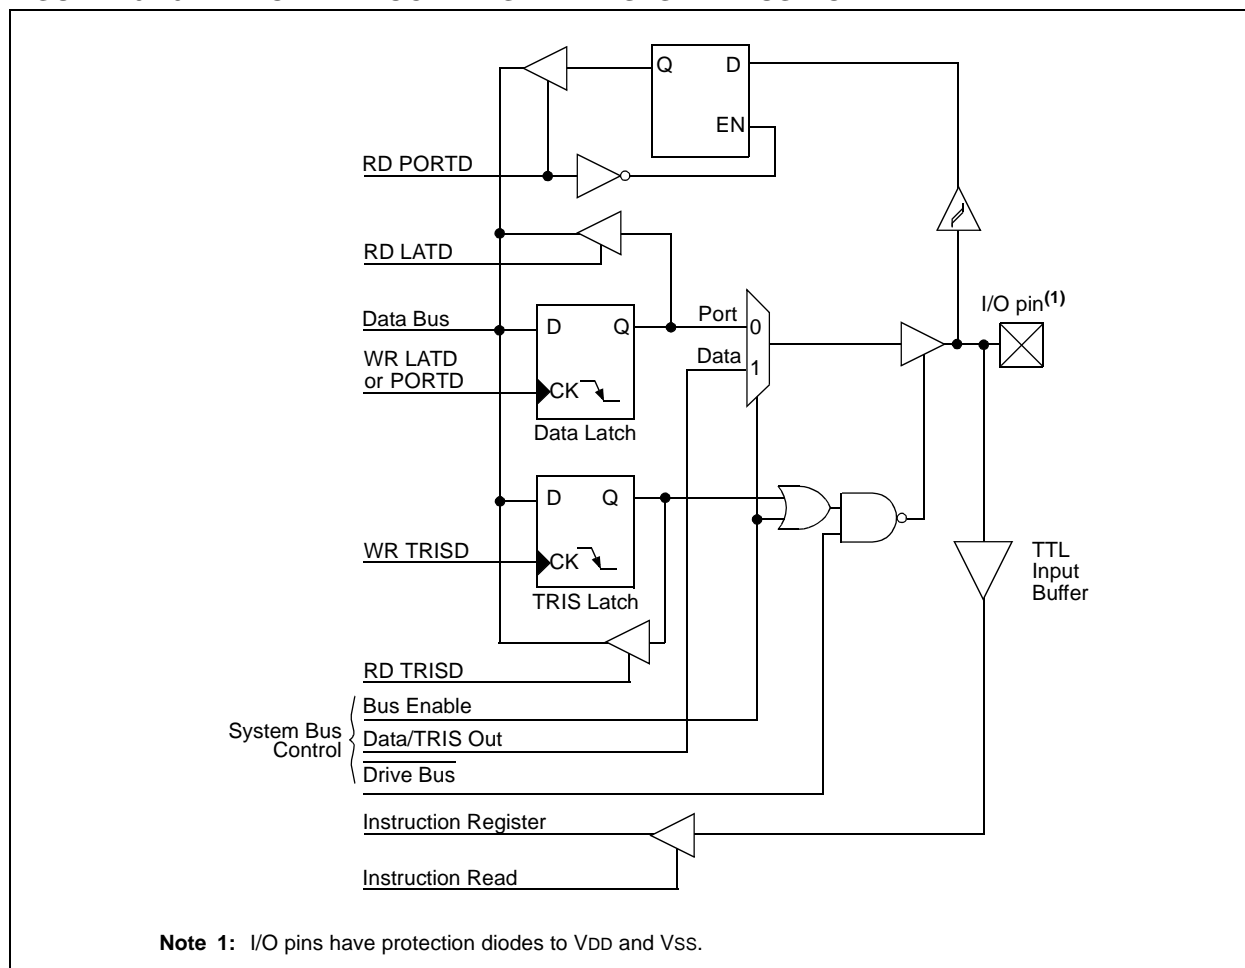 Q D
EN
RD PORTD
RD LATD
I/O pin(1)
Port
0
Data Bus
D Q
Data
1
WR LATD
or PORTD
CK
Data Latch
D Q
WR TRISD
CK
TTL
Input
Buffer
TRIS Latch
RD TRISD
Bus Enable
System Bus
Control
Data/TRIS Out
Drive Bus
Instruction Register
Instruction Read
Note 1: I/O pins have protection diodes to VDD and VSS.